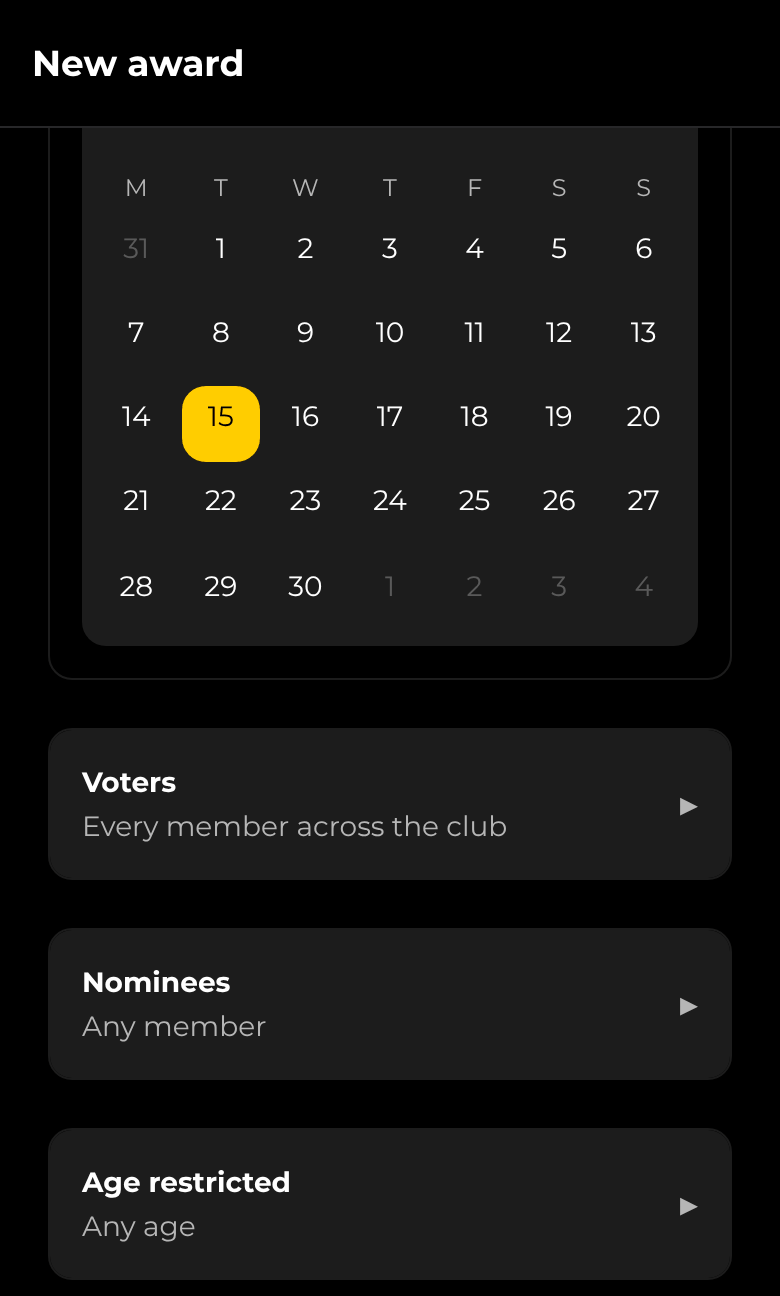 New award
M T W T F S S
31 1 2 3 4 5 6
7 8 9 10 11 12 13
14 15 16 17 18 19 20
21 22 23 24 25 26 27
28 29 30 1 2 3 4
Voters
Every member across the club
Nominees
Any member
Age restricted
Any age